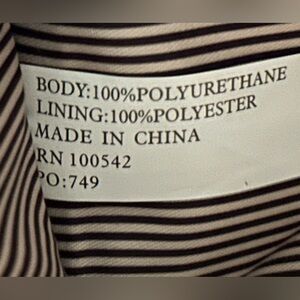 BODY:100%POLYURETHANE
LINING:100%POLYESTER
MADE IN CHINA
RN 100542
PO:749